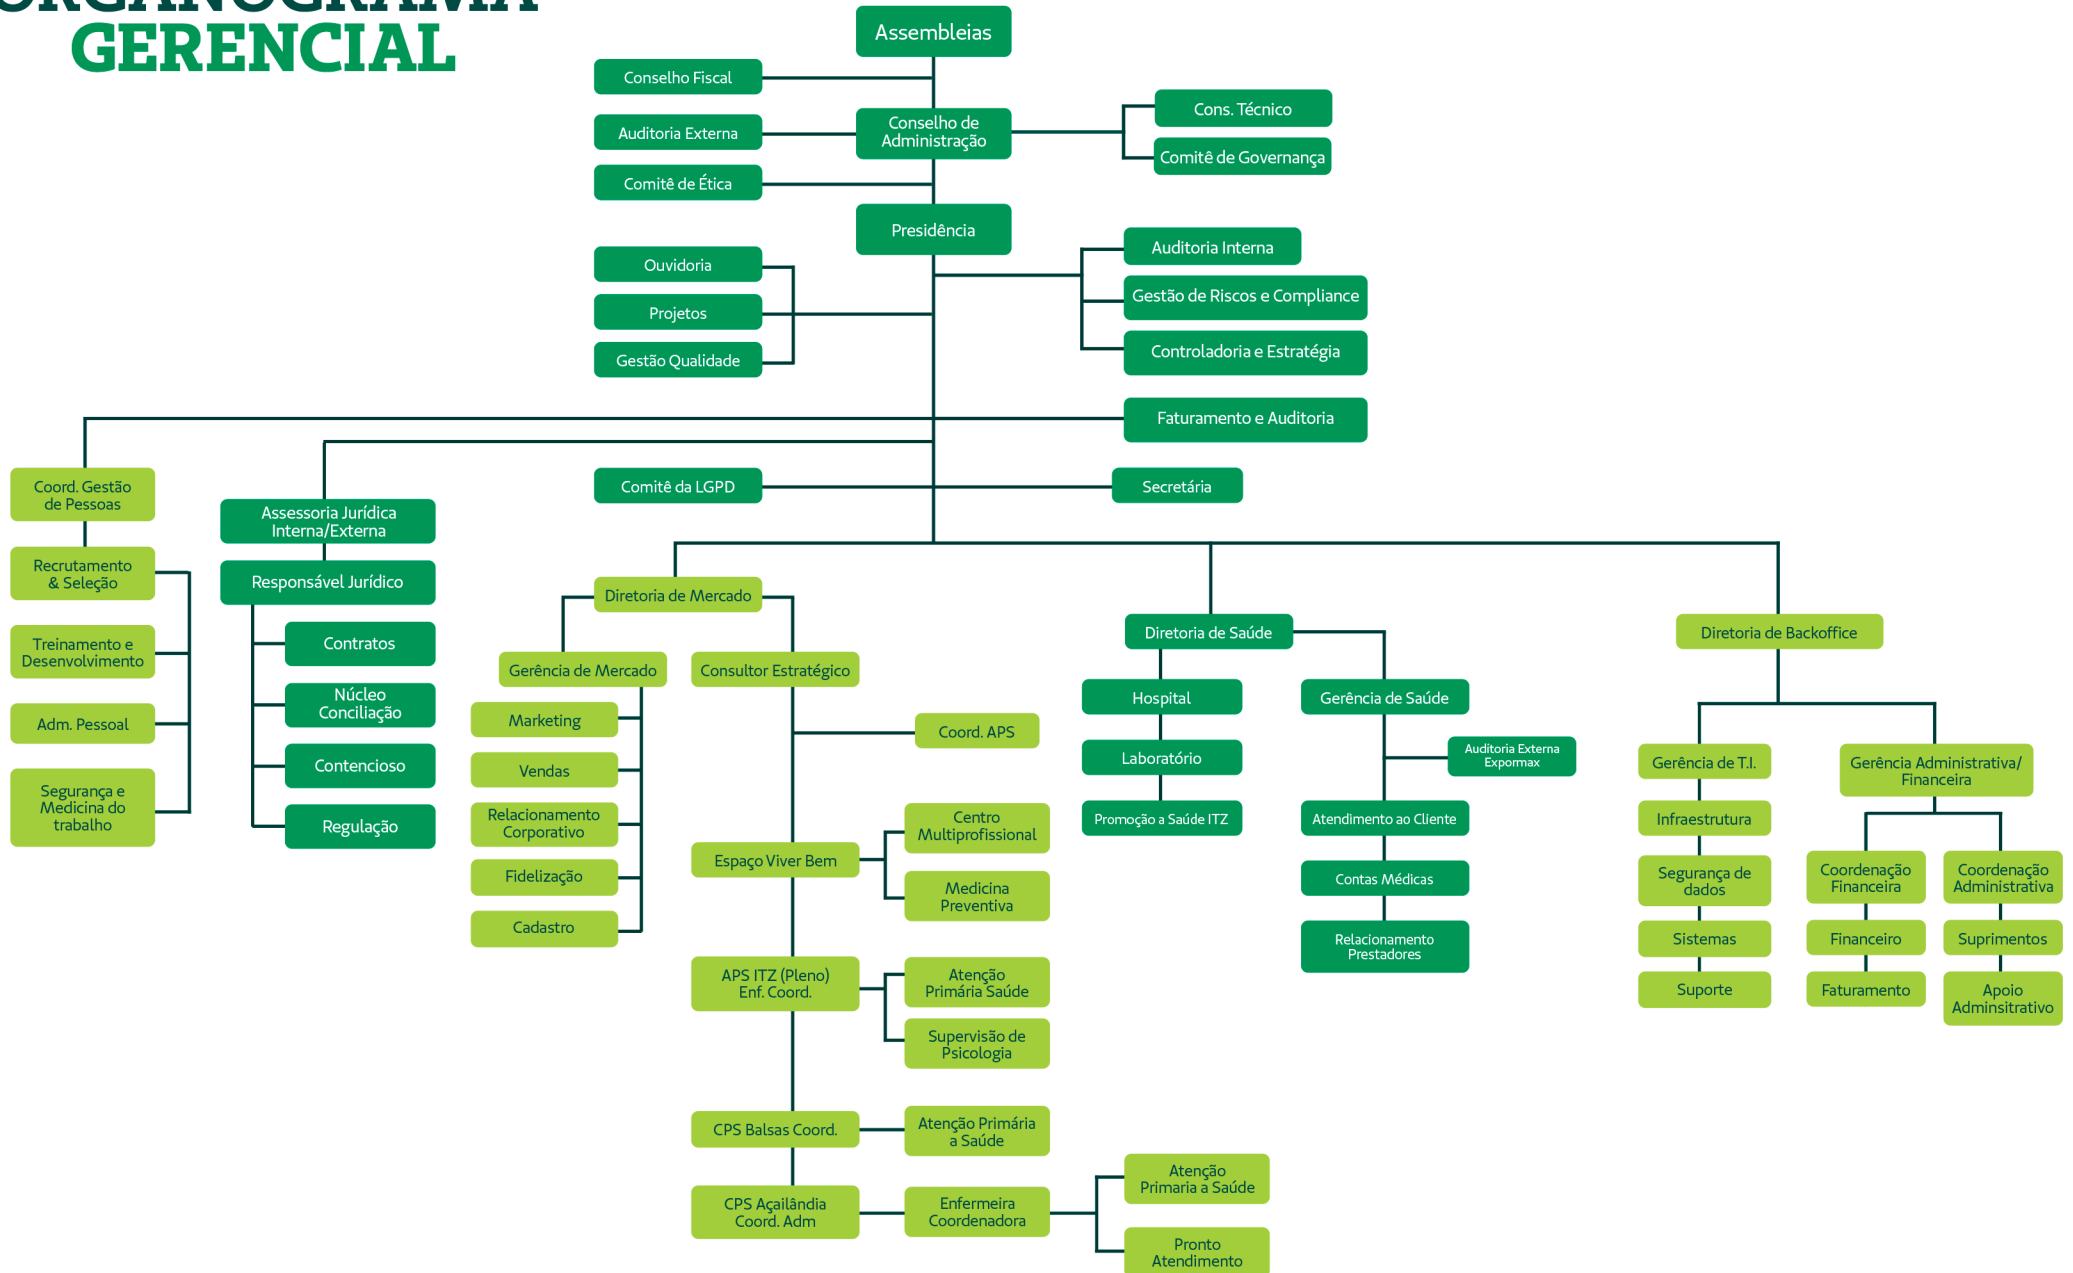 ORGANOGRAMA
GERENCIAL
Assembleias
Conselho Fiscal
Auditoria Externa
Conselho de
Administração
Comitê de Ética
Cons. Técnico
Comitê de Governança
Presidência
Ouvidoria
Projetos
Gestão Qualidade
Auditoria Interna
Gestão de Riscos e Compliance
Controladoria e Estratégia
Faturamento e Auditoria
Comitê da LGPD
Secretária
Coord. Gestão
de Pessoas
Recrutamento
& Seleção
Treinamento e
Desenvolvimento
Adm. Pessoal
Segurança e
Medicina do
trabalho
Assessoria Jurídica
Interna/Externa
Responsável Jurídico
Contratos
Núcleo
Conciliação
Contencioso
Regulação
Diretoria de Mercado
Gerência de Mercado
Marketing
Vendas
Relacionamento
Corporativo
Fidelização
Cadastro
Consultor Estratégico
Coord. APS
Espaço Viver Bem
Centro
Multiprofissional
Medicina
Preventiva
APS ITZ (Pleno)
Enf. Coord.
Atenção
Primária Saúde
Supervisão de
Psicologia
CPS Balsas Coord.
Atenção Primária
a Saúde
CPS Açailândia
Coord. Adm
Enfermeira
Coordenadora
Atenção
Primaria a Saúde
Pronto
Atendimento
Diretoria de Saúde
Hospital
Laboratório
Promoção a Saúde ITZ
Gerência de Saúde
Auditoria Externa
Expormax
Atendimento ao Cliente
Contas Médicas
Relacionamento
Prestadores
Diretoria de Backoffice
Gerência de T.I.
Infraestrutura
Segurança de
dados
Sistemas
Suporte
Gerência Administrativa/
Financeira
Coordenação
Financeira
Financeiro
Faturamento
Coordenação
Administrativa
Suprimentos
Apoio
Adminsitrativo